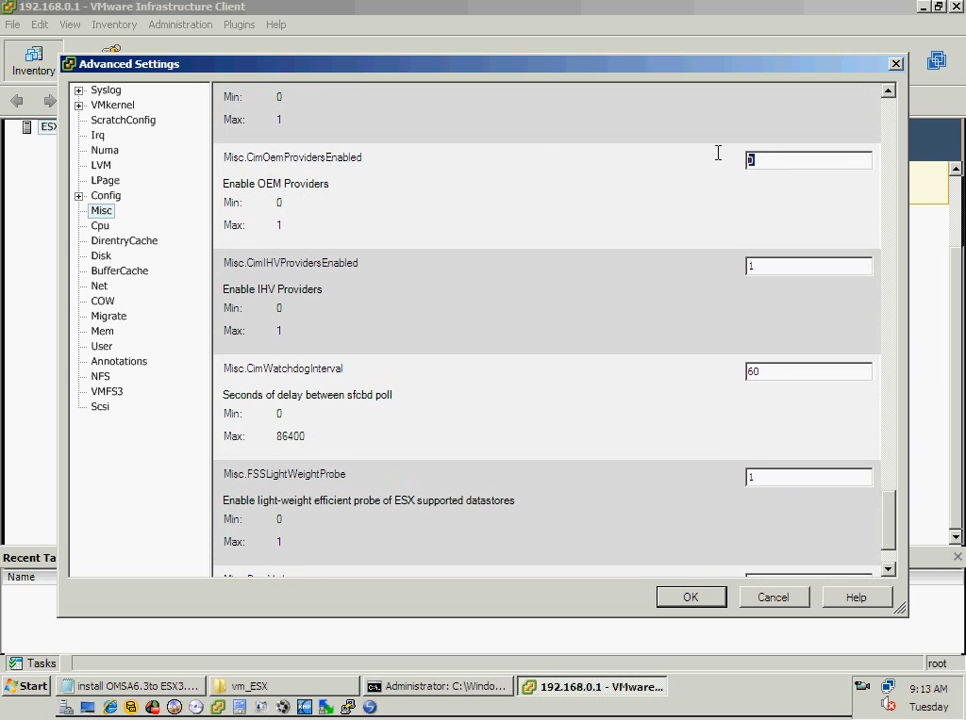 192.168.0.1 - VMware Infrastructure Client
File Edit View Inventory Administration Plugins Help
Inventory
Advanced Settings
ESX
Syslog
VMkernel
ScratchConfig
Irq
Numa
LVM
LPage
Config
Misc
Cpu
DirentryCache
Disk
BufferCache
Net
COW
Migrate
Mem
User
Annotations
NFS
VMFS3
Scsi
Min: 0
Max: 1
Misc.CimOemProvidersEnabled 0
Enable OEM Providers
Min: 0
Max: 1
Misc.CimIHVProvidersEnabled 1
Enable IHV Providers
Min: 0
Max: 1
Misc.CimWatchdogInterval 60
Seconds of delay between sfcbd poll
Min: 0
Max: 86400
Misc.FSSLightWeightProbe 1
Enable light-weight efficient probe of ESX supported datastores
Min: 0
Max: 1
OK Cancel Help
Recent Ta
Name
Tasks root
Start install OMSA6.3to ESX3.... vm_ESX Administrator: C:\Windo... 192.168.0.1 - VMware... 9:13 AM
Tuesday